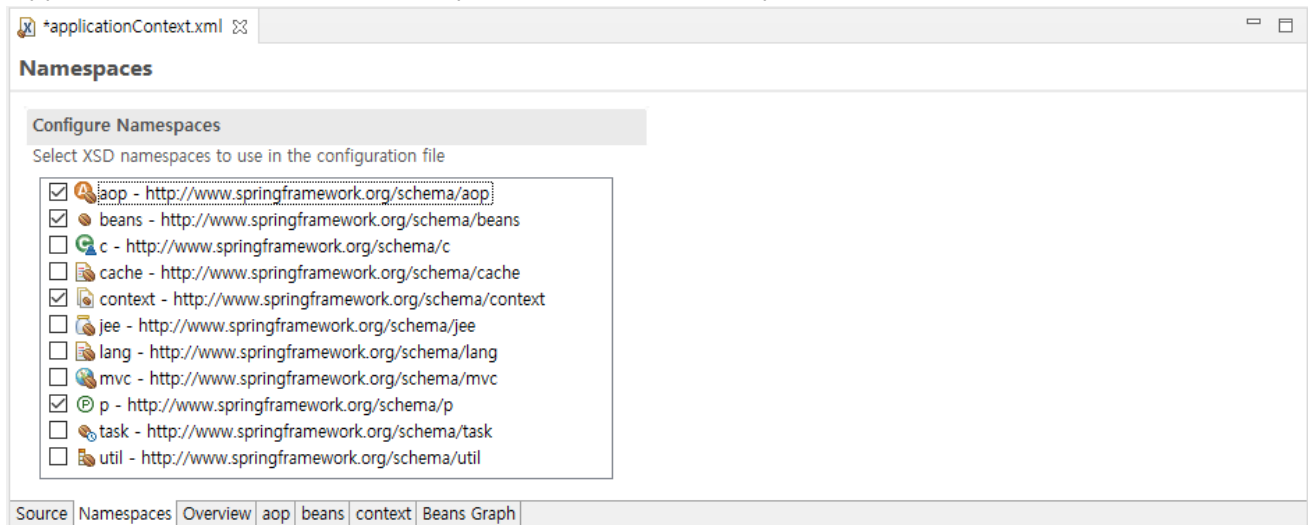 *applicationContext.xml
Namespaces
Configure Namespaces
Select XSD namespaces to use in the configuration file
aop - http://www.springframework.org/schema/aop
beans - http://www.springframework.org/schema/beans
c - http://www.springframework.org/schema/c
cache - http://www.springframework.org/schema/cache
context - http://www.springframework.org/schema/context
jee - http://www.springframework.org/schema/jee
lang - http://www.springframework.org/schema/lang
mvc - http://www.springframework.org/schema/mvc
p - http://www.springframework.org/schema/p
task - http://www.springframework.org/schema/task
util - http://www.springframework.org/schema/util
Source Namespaces Overview aop beans context Beans Graph